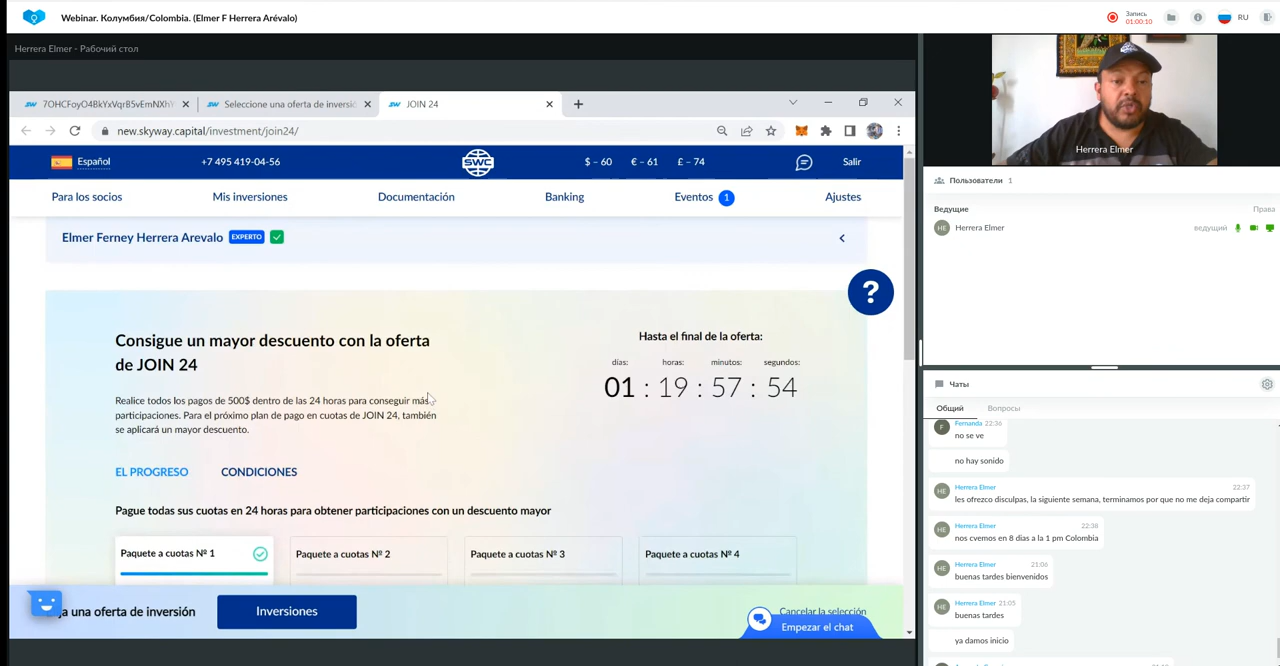 Webinar. Колумбия/Colombia. (Elmer F Herrera Arévalo)
Запись
01:00:10
RU
Herrera Elmer - Рабочий стол
7OHCFoyO4BkYxVqrB5vEmNXhY
Seleccione una oferta de inversió
JOIN 24
new.skyway.capital/investment/join24/
Español
+7 495 419-04-56
SWC
$ – 60
€ – 61
£ – 74
Salir
Para los socios
Mis inversiones
Documentación
Banking
Eventos 1
Ajustes
Elmer Ferney Herrera Arevalo EXPERTO
?
Consigue un mayor descuento con la oferta
de JOIN 24
Realice todos los pagos de 500$ dentro de las 24 horas para conseguir más
participaciones. Para el próximo plan de pago en cuotas de JOIN 24, también
se aplicará un mayor descuento.
Hasta el final de la oferta:
días: horas: minutos: segundos:
01 : 19 : 57 : 54
EL PROGRESO
CONDICIONES
Pague todas sus cuotas en 24 horas para obtener participaciones con un descuento mayor
Paquete a cuotas Nº 1
Paquete a cuotas Nº 2
Paquete a cuotas Nº 3
Paquete a cuotas Nº 4
una oferta de inversión
Inversiones
Cancelar la selección
Empezar el chat
Herrera Elmer
Пользователи 1
Ведущие
Права
HE Herrera Elmer
ведущий
Чаты
Общий
Вопросы
F Fernanda 22:36
no se ve
no hay sonido
HE Herrera Elmer 22:37
les ofrezco disculpas, la siguiente semana, terminamos por que no me deja compartir
HE Herrera Elmer 22:38
nos cvemos en 8 dias a la 1 pm Colombia
HE Herrera Elmer 21:06
buenas tardes bienvenidos
HE Herrera Elmer 21:05
buenas tardes
ya damos inicio